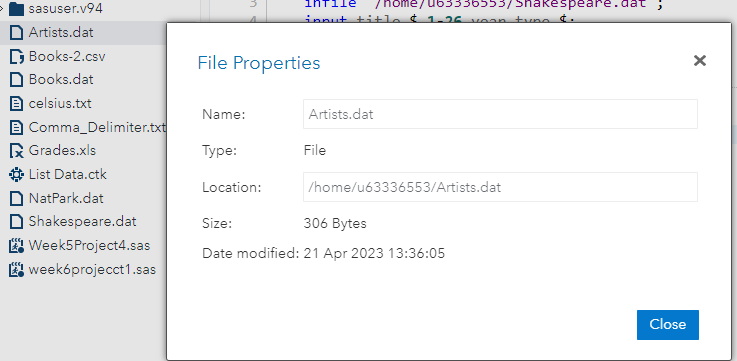 sasuser.v94
Artists.dat
Books-2.csv
Books.dat
celsius.txt
Comma_Delimiter.txt
Grades.xls
List Data.ctk
NatPark.dat
Shakespeare.dat
Week5Project4.sas
week6projecct1.sas
3 infile "/home/u63336553/Shakespeare.dat";
4 input title $ 1-26 year type $;
File Properties
Name: Artists.dat
Type: File
Location: /home/u63336553/Artists.dat
Size: 306 Bytes
Date modified: 21 Apr 2023 13:36:05
Close